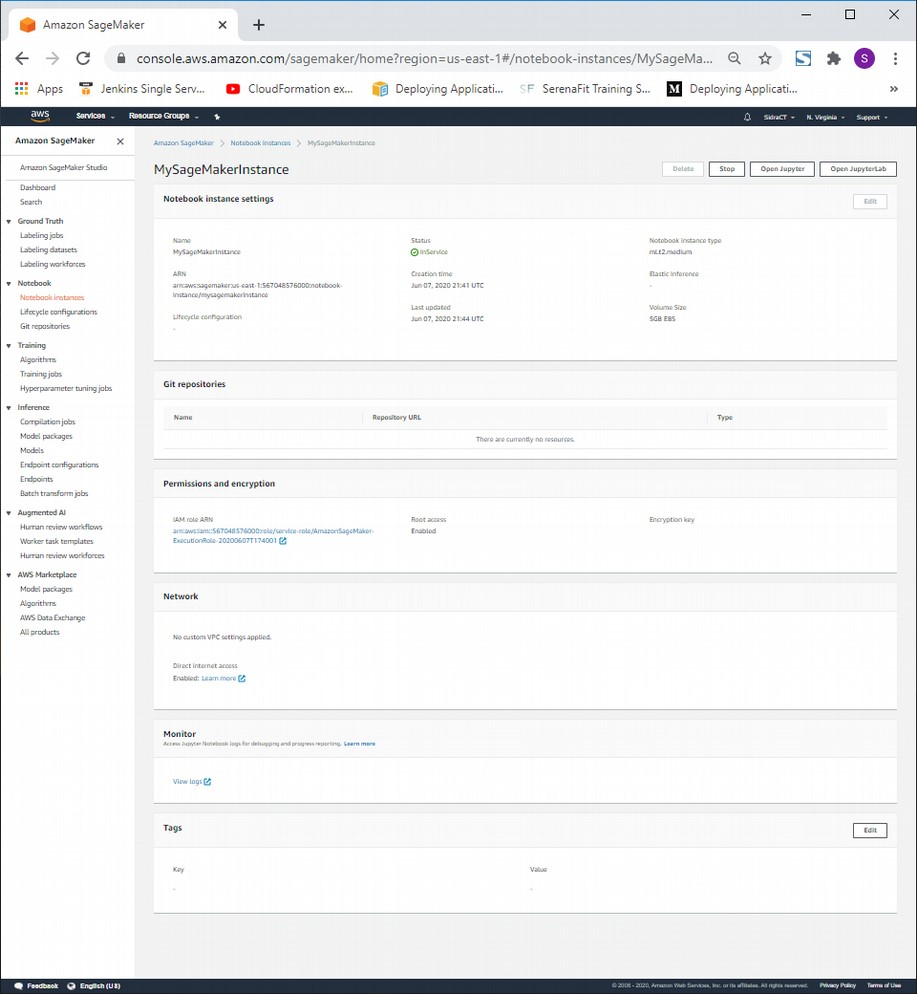 Amazon SageMaker
console.aws.amazon.com/sagemaker/home?region=us-east-1#/notebook-instances/MySageMa...
S
S
Apps
Jenkins Single Serv...
CloudFormation ex...
Deploying Applicati...
SF SerenaFit Training S...
M Deploying Applicati...
»
aws
Services
Resource Groups
SidraCT
N. Virginia
Support
Amazon SageMaker
Amazon SageMaker Studio
Dashboard
Search
Ground Truth
Labeling jobs
Labeling datasets
Labeling workforces
Notebook
Notebook instances
Lifecycle configurations
Git repositories
Training
Algorithms
Training jobs
Hyperparameter tuning jobs
Inference
Compilation jobs
Model packages
Models
Endpoint configurations
Endpoints
Batch transform jobs
Augmented AI
Human review workflows
Worker task templates
Human review workforces
AWS Marketplace
Model packages
Algorithms
AWS Data Exchange
All products
Amazon SageMaker > Notebook instances > MySageMakerInstance
MySageMakerInstance
Delete
Stop
Open Jupyter
Open JupyterLab
Notebook instance settings
Edit
Name
MySageMakerInstance
ARN
arn:aws:sagemaker:us-east-1:567048576000:notebook-
instance/mysagemakerinstance
Lifecycle configuration
-
Status
InService
Creation time
Jun 07, 2020 21:41 UTC
Last updated
Jun 07, 2020 21:44 UTC
Notebook instance type
ml.t2.medium
Elastic Inference
-
Volume Size
5GB EBS
Git repositories
Name
Repository URL
Type
There are currently no resources.
Permissions and encryption
IAM role ARN
arn:aws:iam::567048576000:role/service-role/AmazonSageMaker-
ExecutionRole-20200607T174001
Root access
Enabled
Encryption key
Network
No custom VPC settings applied.
Direct internet access
Enabled: Learn more
Monitor
Access Jupyter Notebook logs for debugging and progress reporting. Learn more
View logs
Tags
Edit
Key
-
Value
-
Feedback
English (US)
© 2008 - 2020, Amazon Web Services, Inc. or its affiliates. All rights reserved.
Privacy Policy
Terms of Use